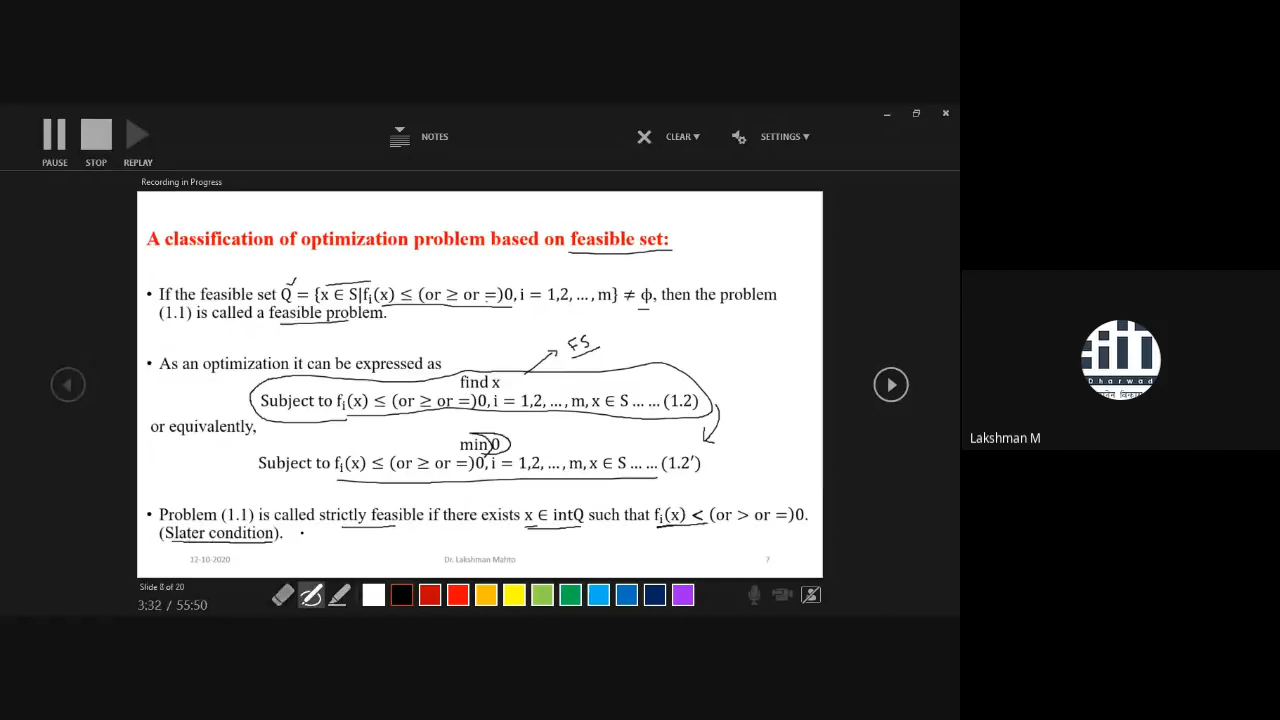 NOTES
CLEAR ▼
SETTINGS ▼
PAUSE
STOP
REPLAY
Recording in Progress
A classification of optimization problem based on feasible set:
• If the feasible set Q = {x ∈ S|fᵢ(x) ≤ (or ≥ or =)0, i = 1,2, … , m} ≠ ϕ, then the problem
(1.1) is called a feasible problem.
FS
• As an optimization it can be expressed as
find x
Subject to fᵢ(x) ≤ (or ≥ or =)0, i = 1,2, … , m, x ∈ S … … (1.2)
or equivalently,
min 0
Subject to fᵢ(x) ≤ (or ≥ or =)0, i = 1,2, … , m, x ∈ S … … (1.2′)
• Problem (1.1) is called strictly feasible if there exists x ∈ intQ such that fᵢ(x) < (or > or =)0.
(Slater condition).
12-10-2020
Dr. Lakshman Mahto
7
Slide 8 of 20
3:32 / 55:50
Dharwad
Lakshman M